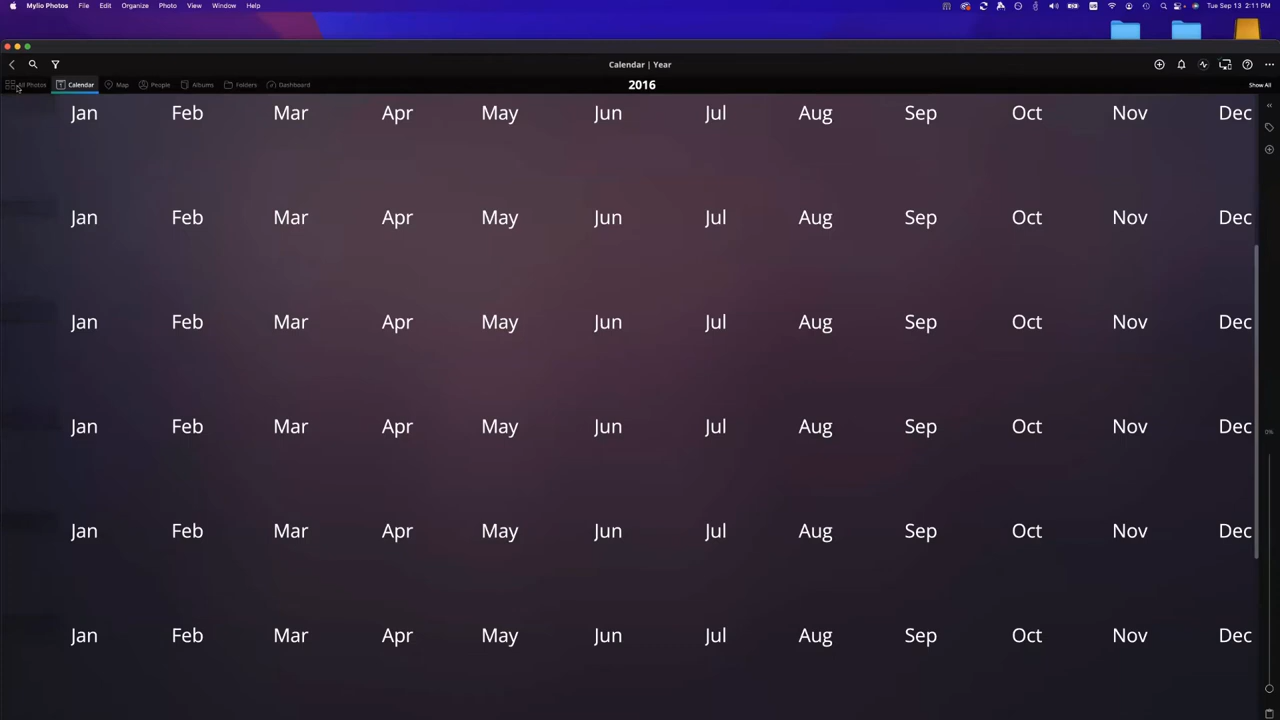 Mylio Photos File Edit Organize Photo View Window Help Tue Sep 13 2:11 PM
Calendar | Year
All Photos Calendar Map People Albums Folders Dashboard 2016 Show All
Jan Feb Mar Apr May Jun Jul Aug Sep Oct Nov Dec
Jan Feb Mar Apr May Jun Jul Aug Sep Oct Nov Dec
Jan Feb Mar Apr May Jun Jul Aug Sep Oct Nov Dec
Jan Feb Mar Apr May Jun Jul Aug Sep Oct Nov Dec
0%
Jan Feb Mar Apr May Jun Jul Aug Sep Oct Nov Dec
Jan Feb Mar Apr May Jun Jul Aug Sep Oct Nov Dec